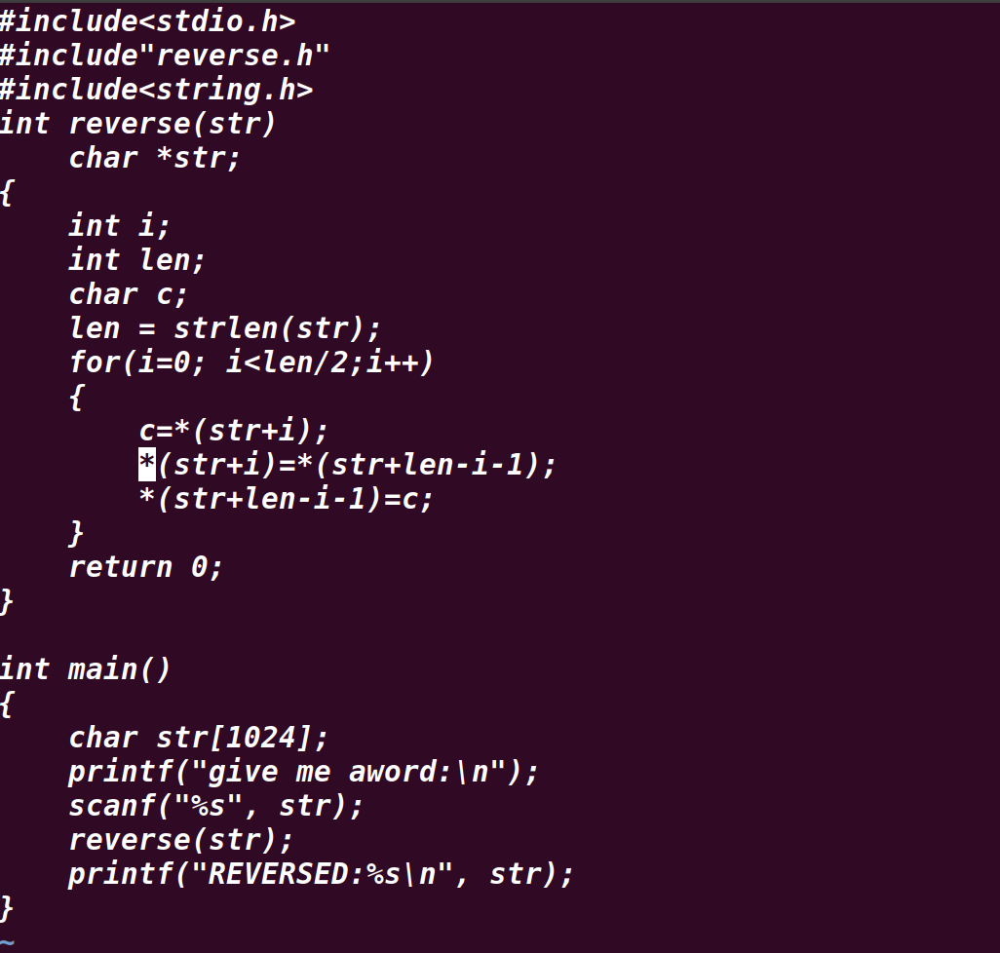 #include<stdio.h>
#include"reverse.h"
#include<string.h>
int reverse(str)
    char *str;
{
    int i;
    int len;
    char c;
    len = strlen(str);
    for(i=0; i<len/2;i++)
    {
        c=*(str+i);
        *(str+i)=*(str+len-i-1);
        *(str+len-i-1)=c;
    }
    return 0;
}

int main()
{
    char str[1024];
    printf("give me aword:\n");
    scanf("%s", str);
    reverse(str);
    printf("REVERSED:%s\n", str);
}
~